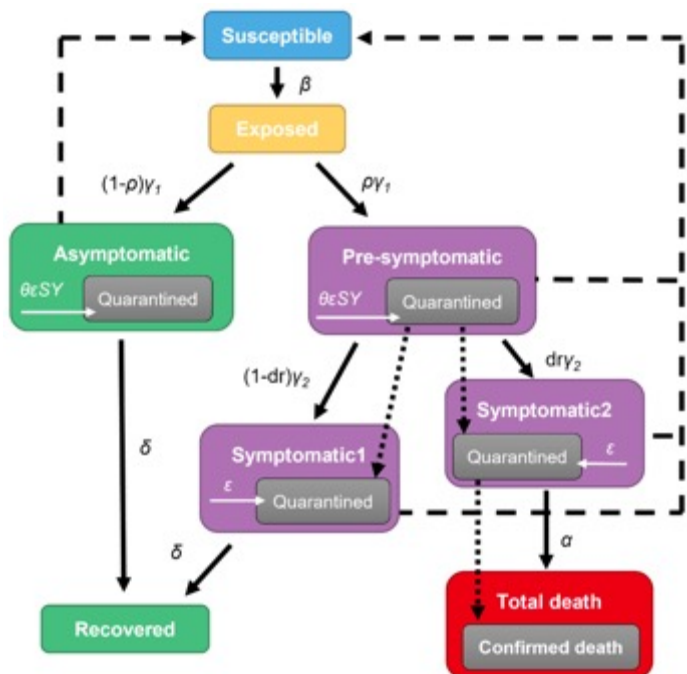 Susceptible
β
Exposed
(1-ρ)γ₁
ργ₁
Asymptomatic
θεSY
Quarantined
Pre-symptomatic
θεSY
Quarantined
(1-dr)γ₂
drγ₂
Symptomatic1
ε
Quarantined
Symptomatic2
Quarantined
ε
δ
δ
α
Recovered
Total death
Confirmed death